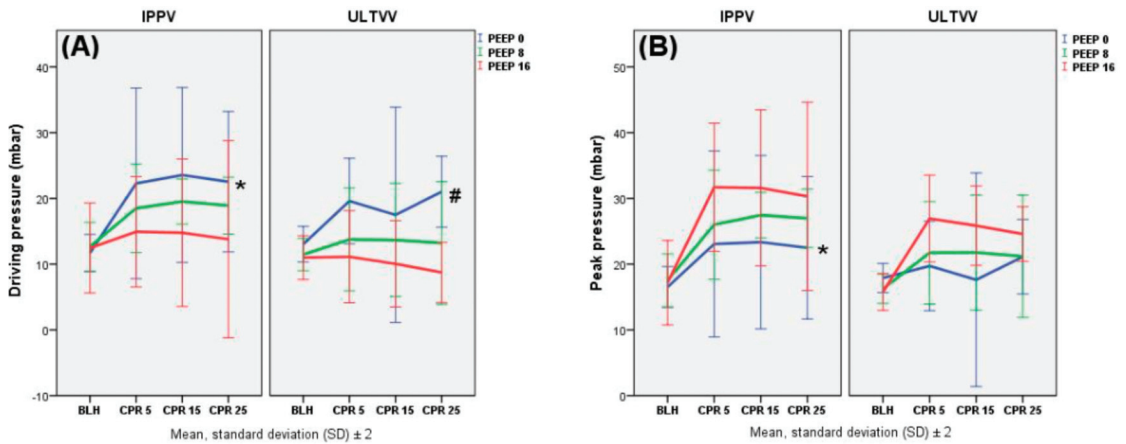 IPPV
ULTVV
(A)
PEEP 0
PEEP 8
PEEP 16
Driving pressure (mbar)
40
30
20
10
0
-10
*
#
BLH
CPR 5
CPR 15
CPR 25
BLH
CPR 5
CPR 15
CPR 25
Mean, standard deviation (SD) ± 2
IPPV
ULTVV
(B)
PEEP 0
PEEP 8
PEEP 16
Peak pressure (mbar)
50
40
30
20
10
0
*
BLH
CPR 5
CPR 15
CPR 25
BLH
CPR 5
CPR 15
CPR 25
Mean, standard deviation (SD) ± 2